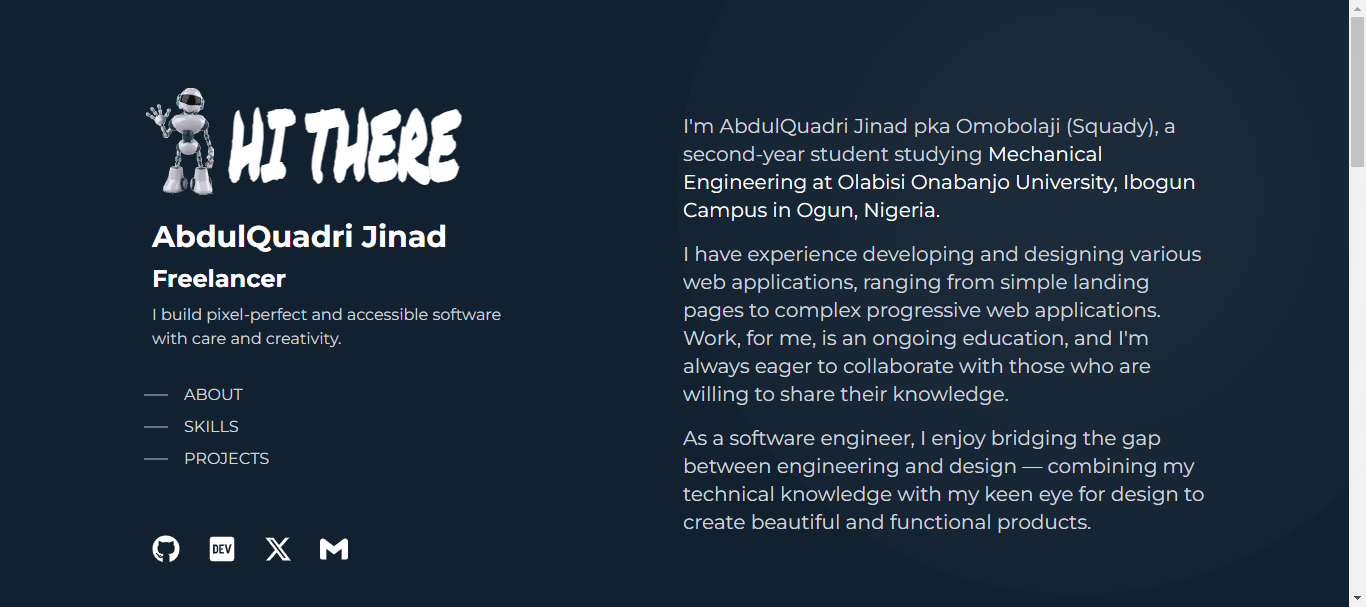 HI THERE
AbdulQuadri Jinad
Freelancer
I build pixel-perfect and accessible software
with care and creativity.
ABOUT
SKILLS
PROJECTS
DEV
I'm AbdulQuadri Jinad pka Omobolaji (Squady), a
second-year student studying Mechanical
Engineering at Olabisi Onabanjo University, Ibogun
Campus in Ogun, Nigeria.
I have experience developing and designing various
web applications, ranging from simple landing
pages to complex progressive web applications.
Work, for me, is an ongoing education, and I'm
always eager to collaborate with those who are
willing to share their knowledge.
As a software engineer, I enjoy bridging the gap
between engineering and design — combining my
technical knowledge with my keen eye for design to
create beautiful and functional products.